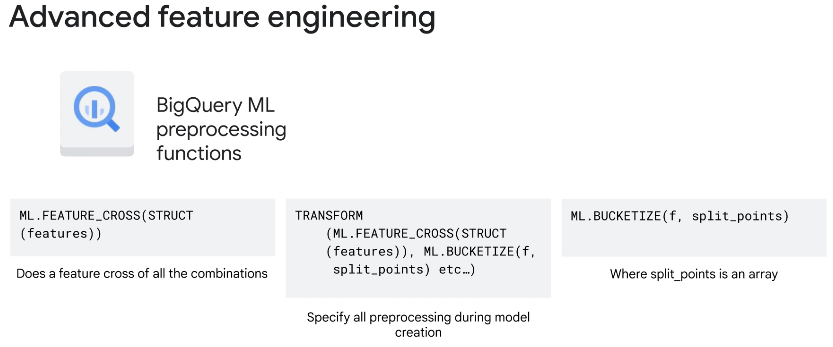 Advanced feature engineering
BigQuery ML
preprocessing
functions
ML.FEATURE_CROSS(STRUCT
(features))
Does a feature cross of all the combinations
TRANSFORM
(ML.FEATURE_CROSS(STRUCT
(features)), ML.BUCKETIZE(f,
split_points) etc…)
Specify all preprocessing during model
creation
ML.BUCKETIZE(f, split_points)
Where split_points is an array